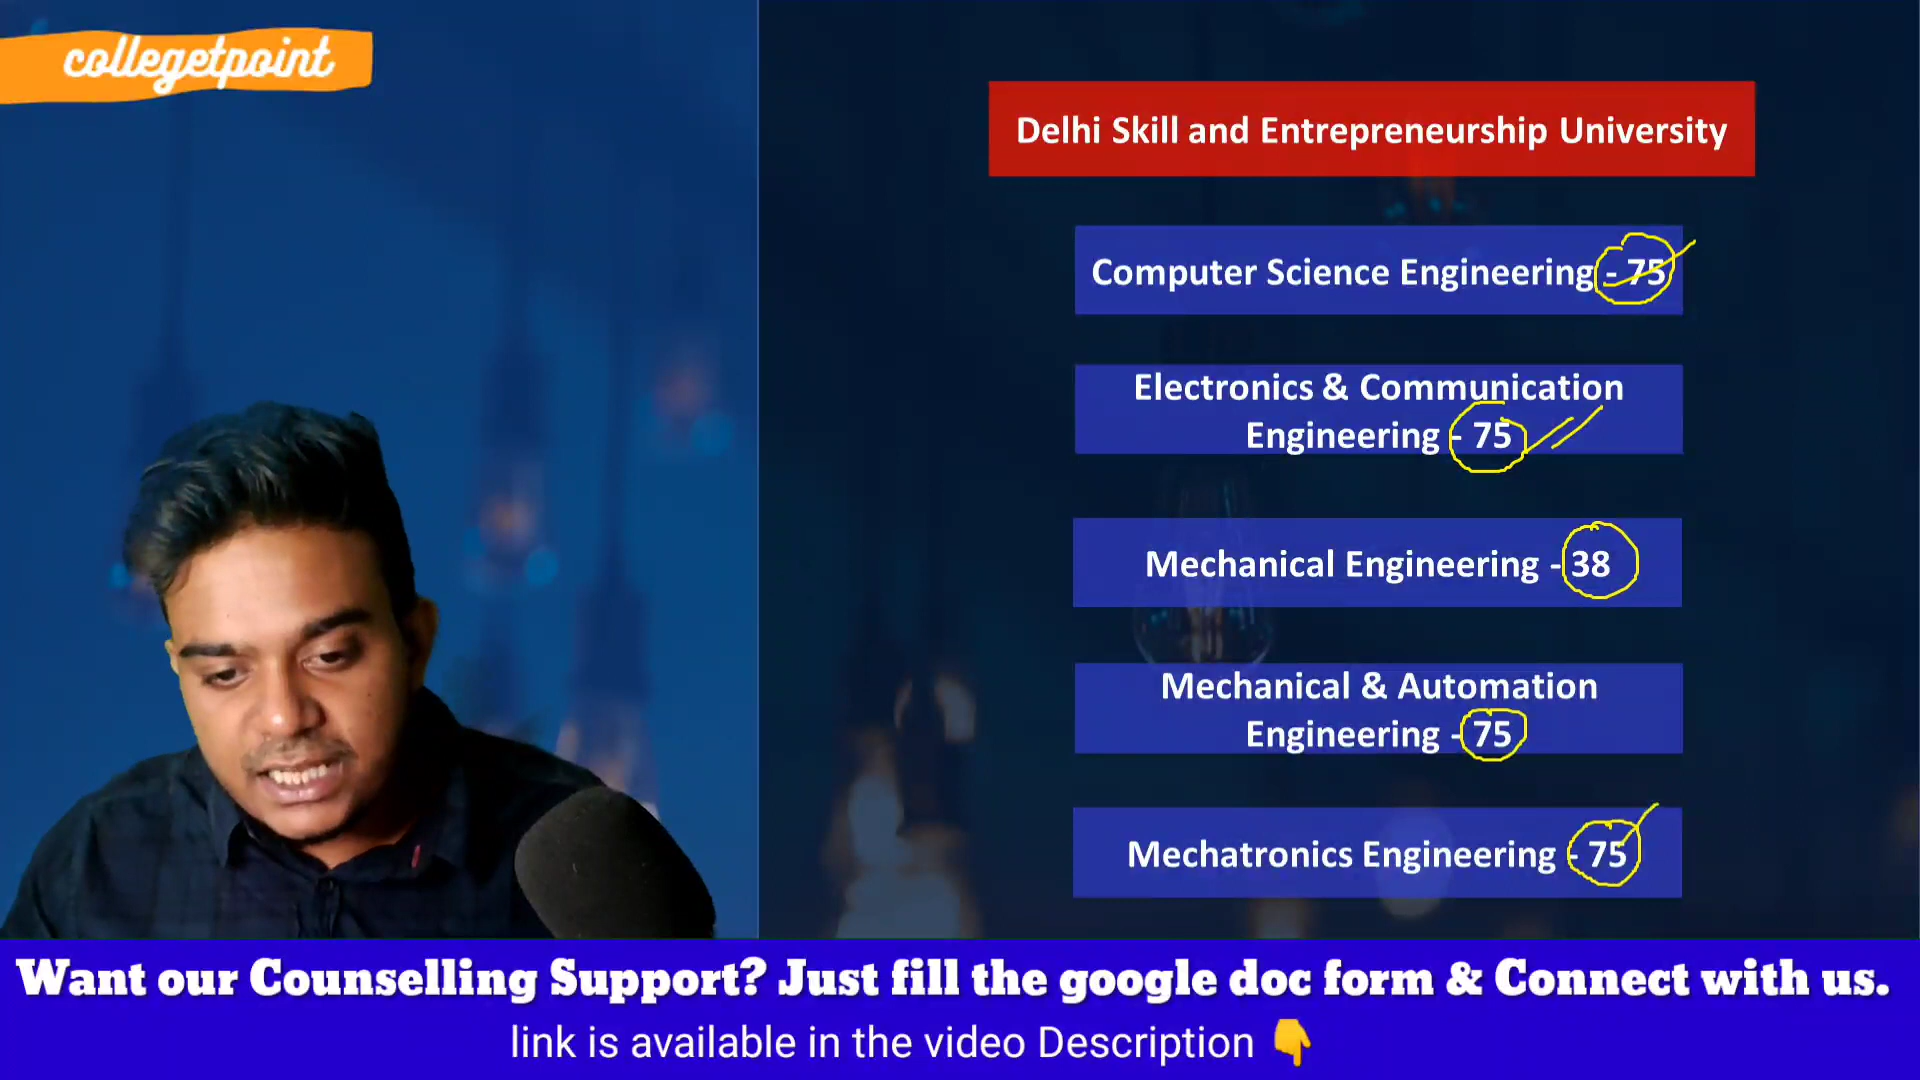 collegetpoint
Delhi Skill and Entrepreneurship University
Computer Science Engineering - 75
Electronics & Communication
Engineering - 75
Mechanical Engineering - 38
Mechanical & Automation
Engineering - 75
Mechatronics Engineering - 75
Want our Counselling Support? Just fill the google doc form & Connect with us.
link is available in the video Description 👇